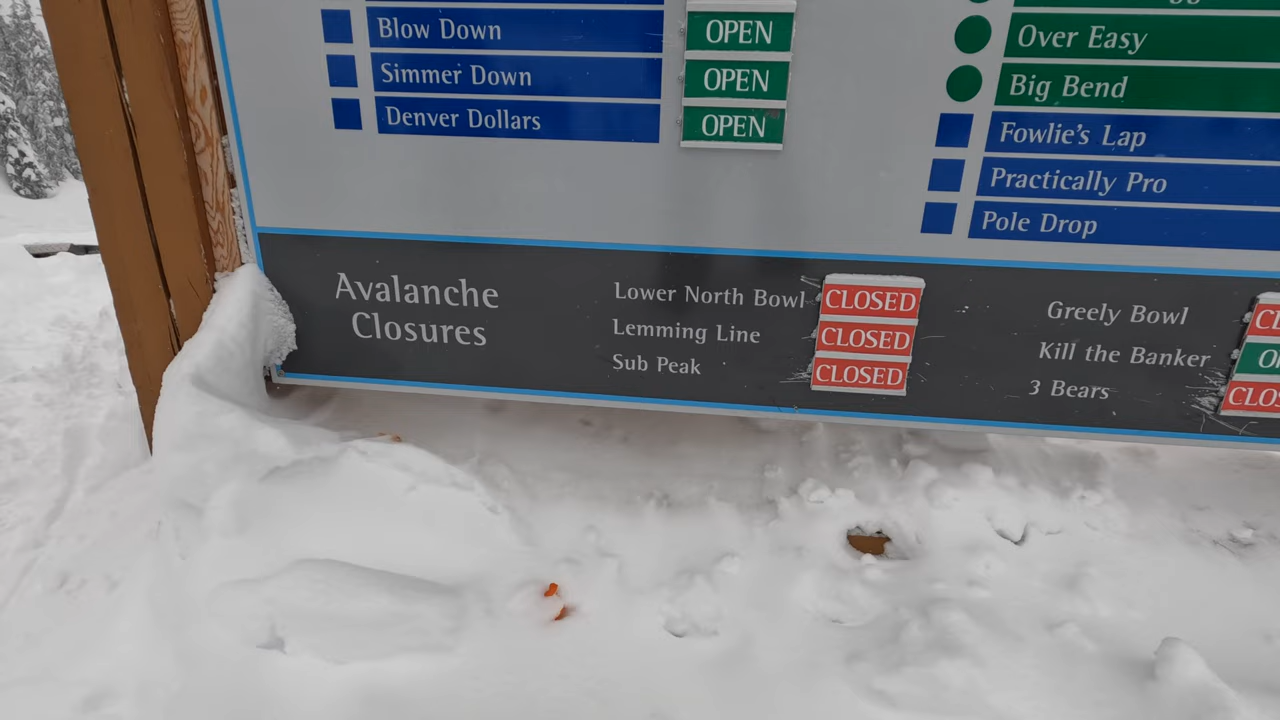 Blow Down OPEN
Simmer Down OPEN
Denver Dollars OPEN
Over Easy
Big Bend
Fowlie's Lap
Practically Pro
Pole Drop
Avalanche
Closures
Lower North Bowl CLOSED
Lemming Line CLOSED
Sub Peak CLOSED
Greely Bowl
Kill the Banker
3 Bears